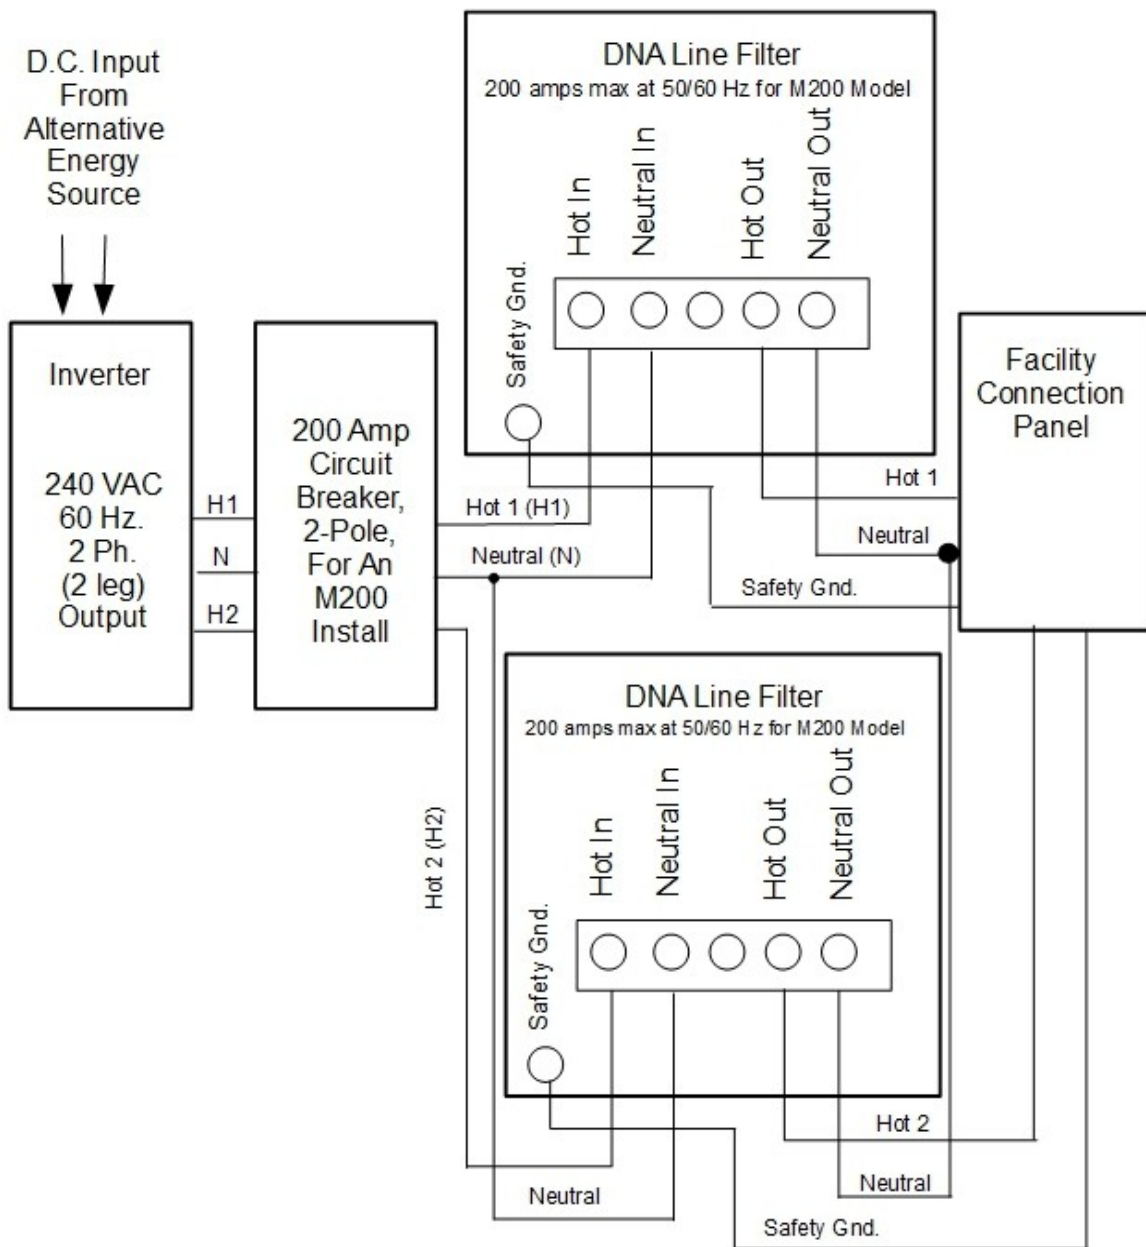 D.C. Input
From
Alternative
Energy
Source
Inverter
240 VAC
60 Hz.
2 Ph.
(2 leg)
Output
H1
N
H2
200 Amp
Circuit
Breaker,
2-Pole,
For An
M200
Install
DNA Line Filter
200 amps max at 50/60 Hz for M200 Model
Hot In
Neutral In
Hot Out
Neutral Out
Safety Gnd.
Hot 1 (H1)
Neutral (N)
Hot 1
Neutral
Safety Gnd.
Facility
Connection
Panel
DNA Line Filter
200 amps max at 50/60 Hz for M200 Model
Hot In
Neutral In
Hot Out
Neutral Out
Safety Gnd.
Hot 2 (H2)
Hot 2
Neutral
Neutral
Safety Gnd.